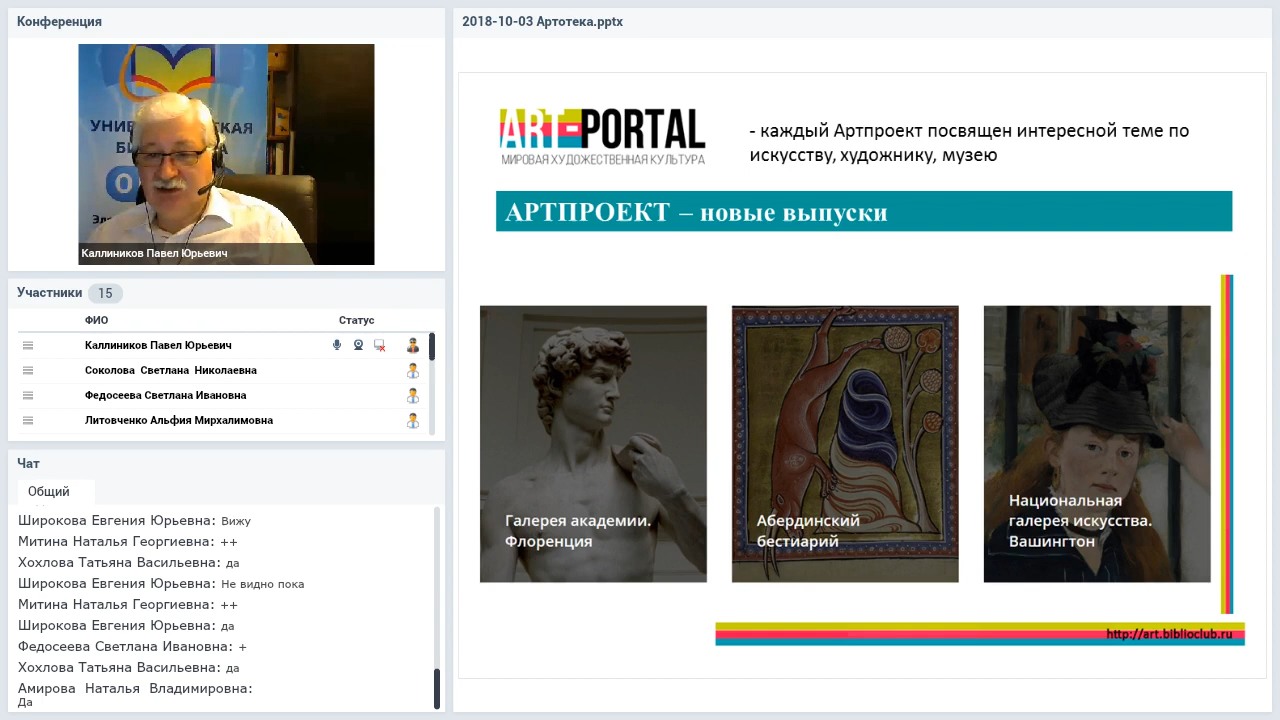 Конференция
УНИВ
СКАЯ
Каллиников Павел Юрьевич
Участники 15
ФИО Статус
Каллиников Павел Юрьевич
Соколова Светлана Николаевна
Федосеева Светлана Ивановна
Литовченко Альфия Мирхалимовна
Чат
Общий
Широкова Евгения Юрьевна: Вижу
Митина Наталья Георгиевна: ++
Хохлова Татьяна Васильевна: да
Широкова Евгения Юрьевна: Не видно пока
Митина Наталья Георгиевна: ++
Широкова Евгения Юрьевна: да
Федосеева Светлана Ивановна: +
Хохлова Татьяна Васильевна: да
Амирова Наталья Владимировна:
Да
2018-10-03 Артотека.pptx
ART-PORTAL
МИРОВАЯ ХУДОЖЕСТВЕННАЯ КУЛЬТУРА
- каждый Артпроект посвящен интересной теме по
искусству, художнику, музею
АРТПРОЕКТ – новые выпуски
Галерея академии.
Флоренция
Абердинский
бестиарий
Национальная
галерея искусства.
Вашингтон
http://art.biblioclub.ru